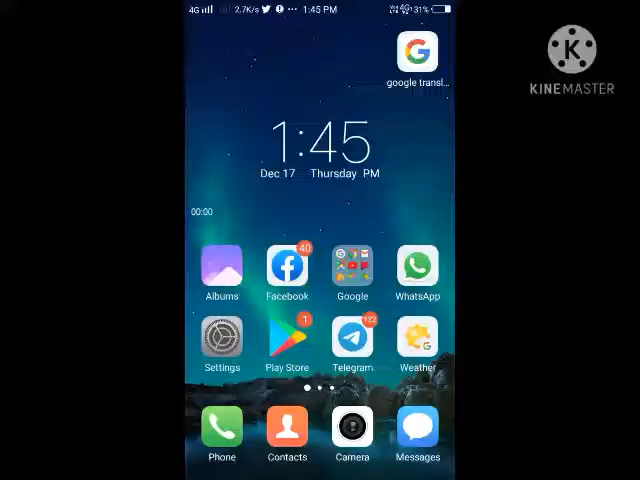 4G 2.7K/s ••• 1:45 PM 4G 31%
google transl...
K
KINEMASTER
1:45
Dec 17 Thursday PM
00:00
40
Albums Facebook Google WhatsApp
1 122
Settings Play Store Telegram Weather
Phone Contacts Camera Messages